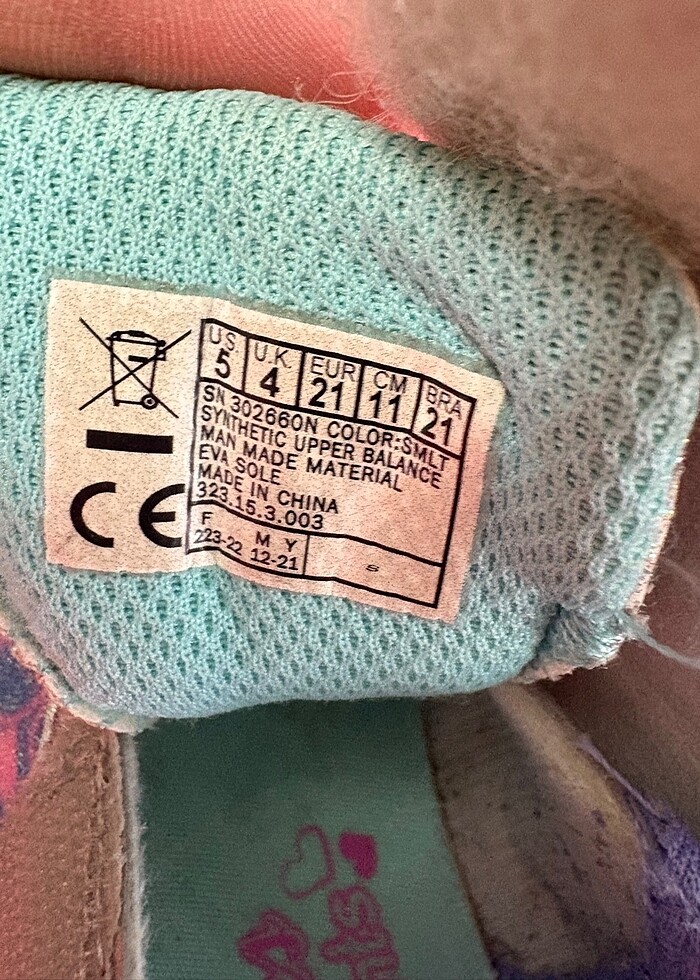 US U.K. EUR CM BRA
5 4 21 11 21
SN 302660N COLOR:SMLT
SYNTHETIC UPPER BALANCE
MAN MADE MATERIAL
EVA SOLE
MADE IN CHINA
323.15.3.003
F M Y
223-22 12-21
S
CE